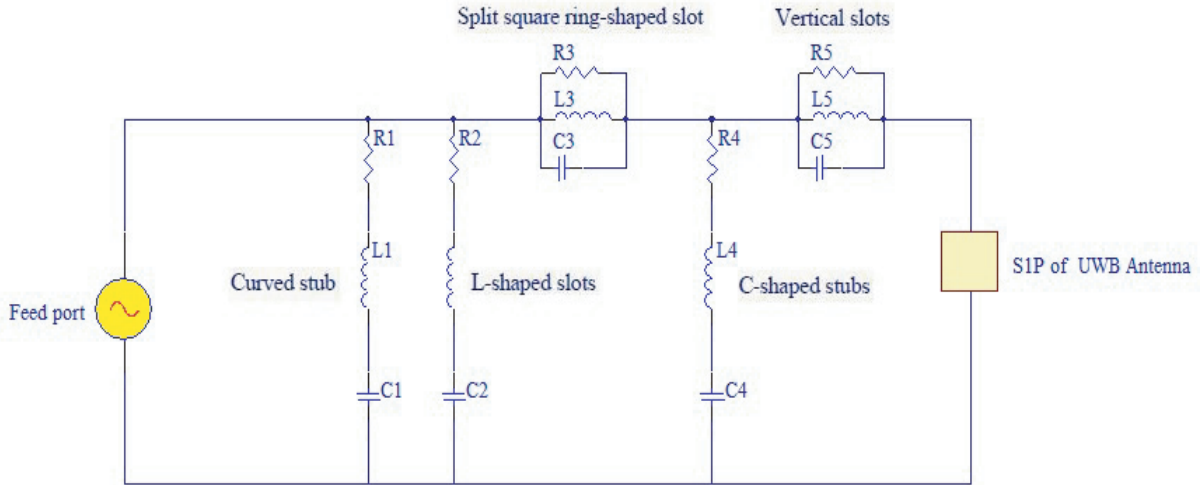 Split square ring-shaped slot
Vertical slots
R3
R5
L3
L5
R1
R2
C3
R4
C5
L1
L4
Curved stub
L-shaped slots
C-shaped stubs
S1P of UWB Antenna
Feed port
C1
C2
C4